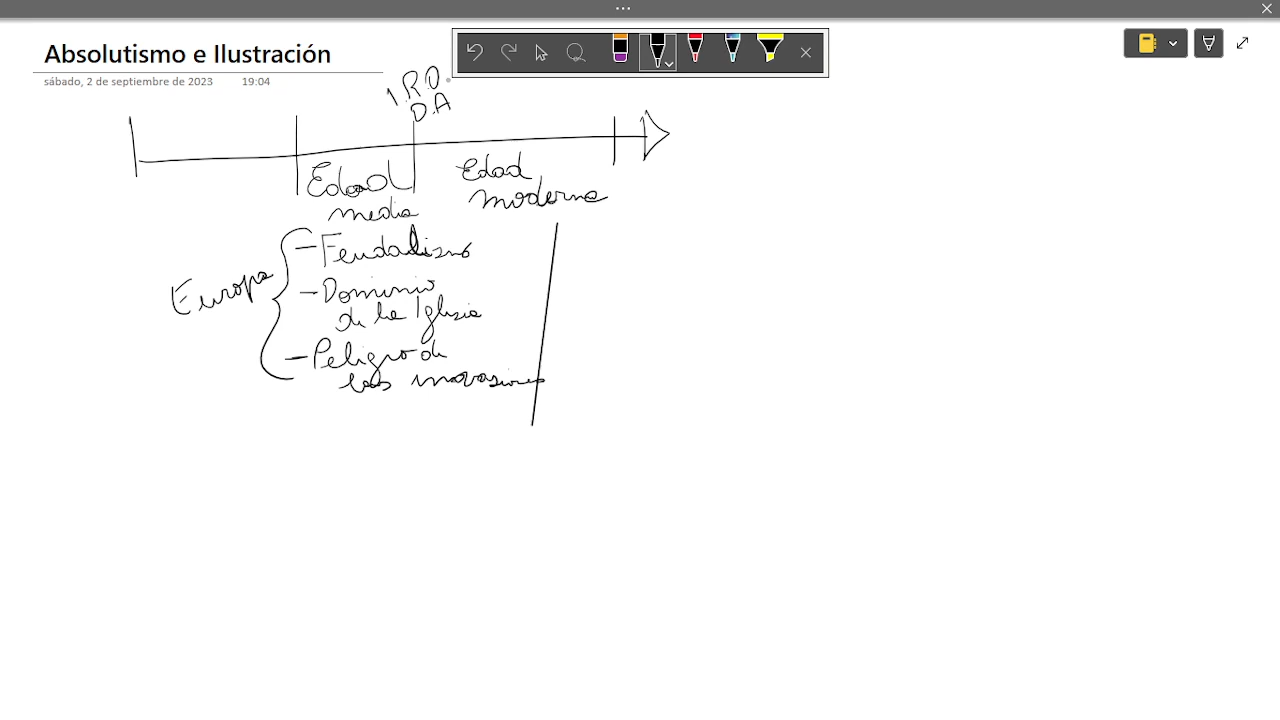 Absolutismo e Ilustración
sábado, 2 de septiembre de 2023 19:04
I.R.O
D.A
Edad
media
Edad
moderna
Europa
- Feudalismo
- Dominio
de la Iglesia
- Peligro de
las invasiones